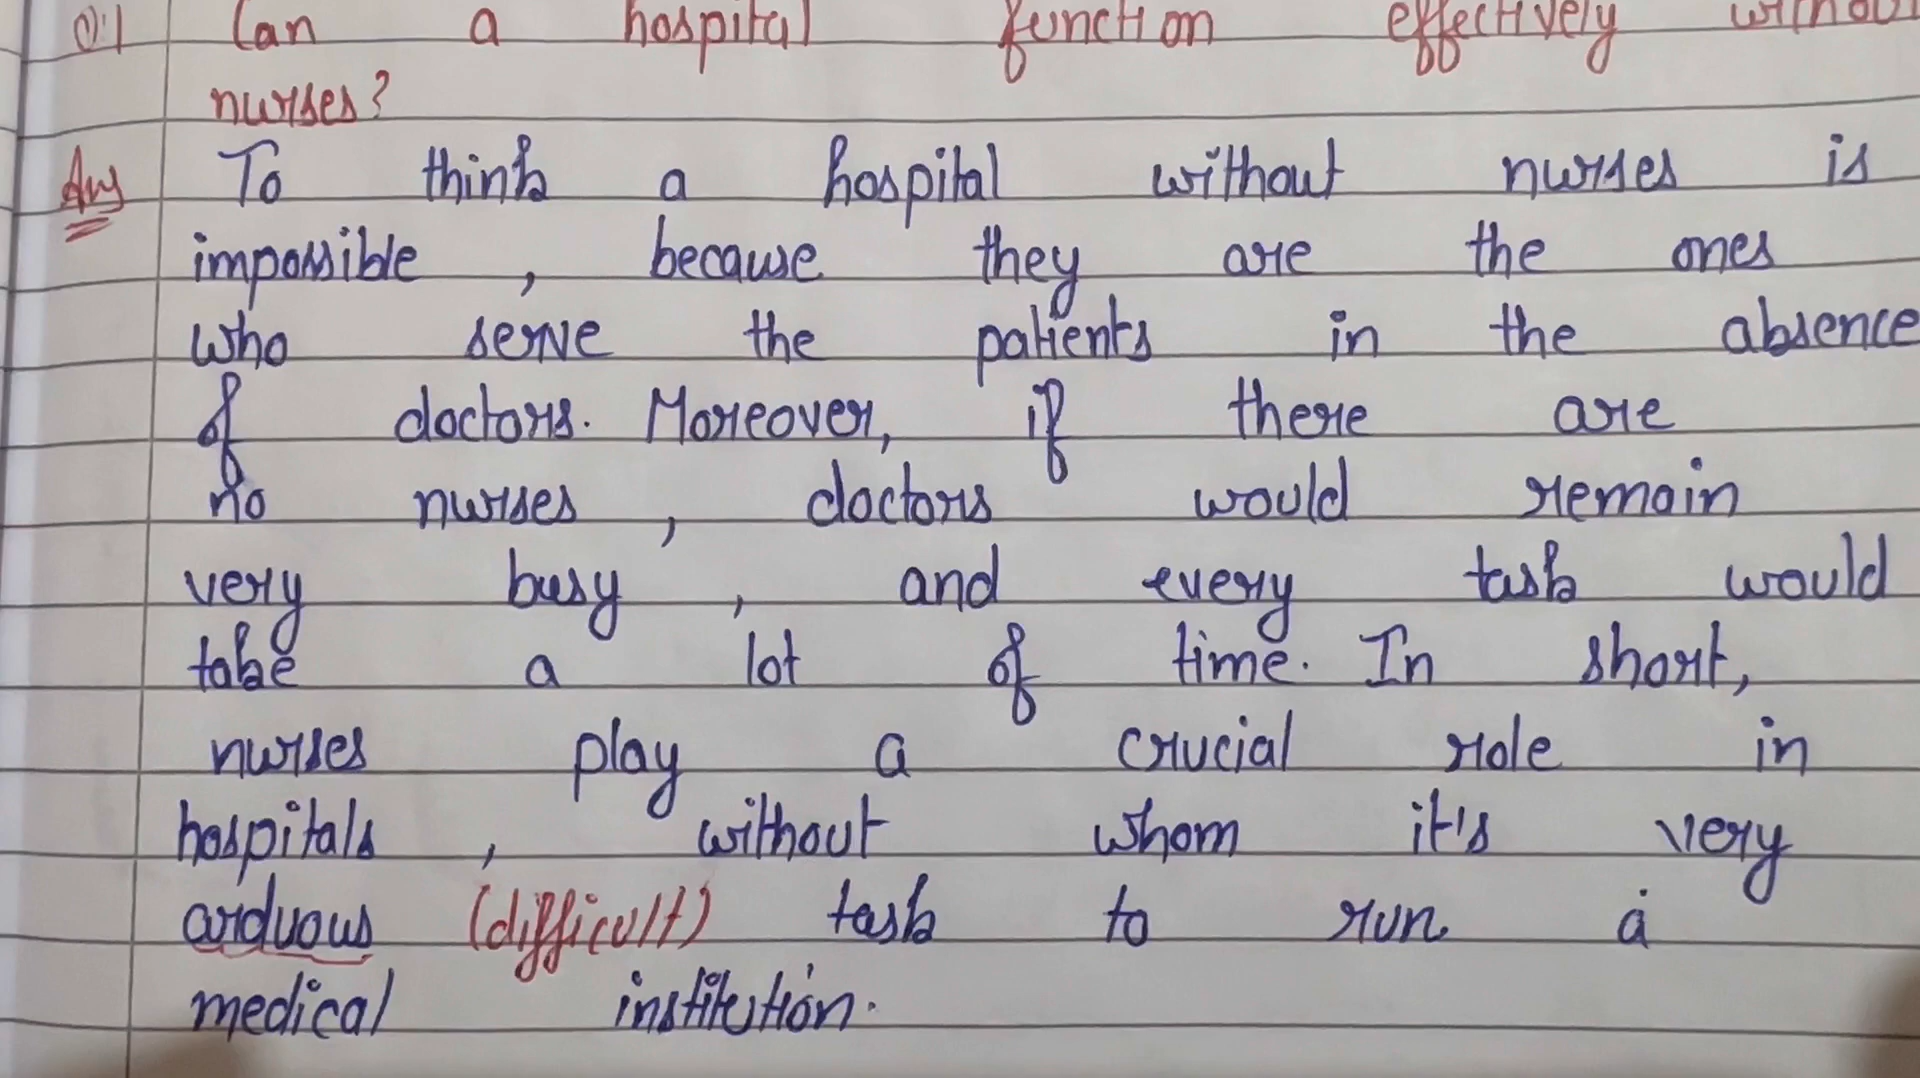 Q.1 Can a hospital function effectively without
nurses?
Ans To think a hospital without nurses is
impossible, because they are the ones
who serve the patients in the absence
of doctors. Moreover, if there are
no nurses, doctors would remain
very busy, and every task would
take a lot of time. In short,
nurses play a crucial role in
hospitals, without whom it's very
arduous (difficult) task to run a
medical institution.